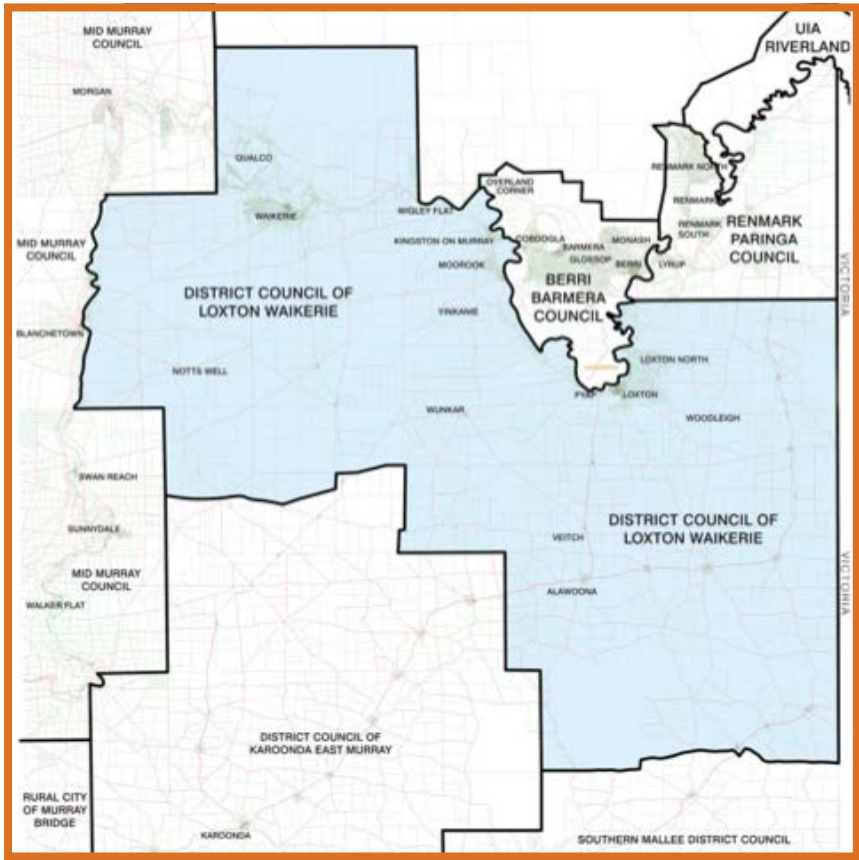 MID MURRAY
COUNCIL
UIA
RIVERLAND
MORGAN
QUALCO
RENMARK NORTH
OVERLAND
CORNER
WAIKERIE
WIGLEY FLAT
RENMARK
RENMARK
SOUTH
RENMARK
PARINGA
COUNCIL
MID MURRAY
COUNCIL
KINGSTON ON MURRAY
COBDOGLA
BARMERA
MONASH
GLOSSOP
BERRI
LYRUP
MOOROOK
VICTORIA
DISTRICT COUNCIL OF
LOXTON WAIKERIE
BERRI
BARMERA
COUNCIL
YINKANIE
BLANCHETOWN
NOTTS WELL
LOXTON NORTH
PYAP
LOXTON
WUNKAR
WOODLEIGH
SWAN REACH
SUNNYDALE
DISTRICT COUNCIL OF
LOXTON WAIKERIE
VEITCH
MID MURRAY
COUNCIL
VICTORIA
ALAWOONA
WALKER FLAT
DISTRICT COUNCIL OF
KAROONDA EAST MURRAY
RURAL CITY
OF MURRAY
BRIDGE
KAROONDA
SOUTHERN MALLEE DISTRICT COUNCIL